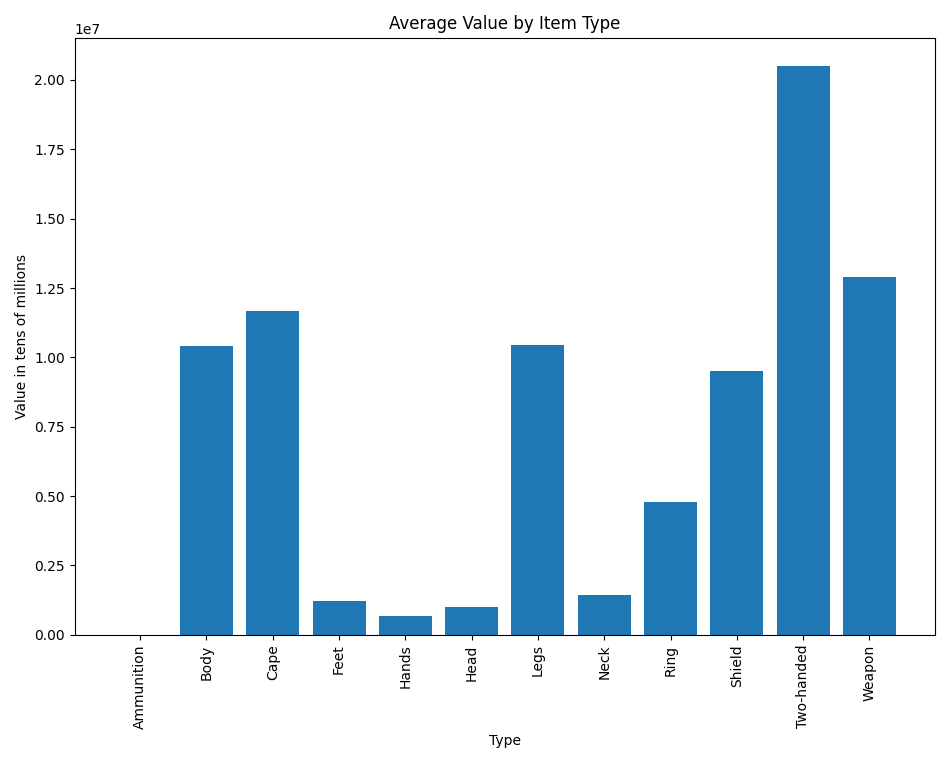 Average Value by Item Type
1e7
Value in tens of millions
2.00
1.75
1.50
1.25
1.00
0.75
0.50
0.25
0.00
Ammunition
Body
Cape
Feet
Hands
Head
Legs
Neck
Ring
Shield
Two-handed
Weapon
Type